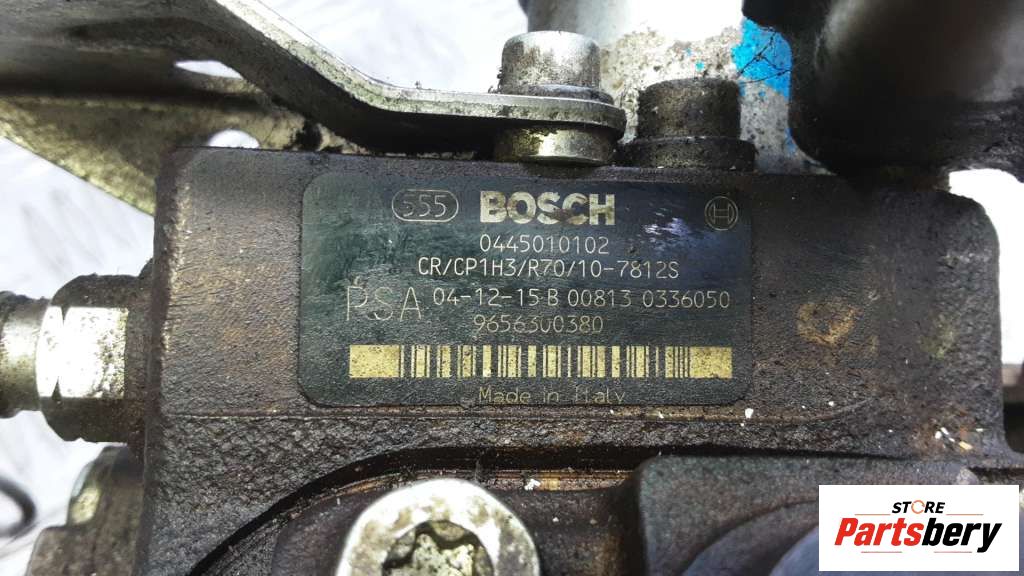 555 BOSCH
0445010102
CR/CP1H3/R70/10-7812S
PSA 04-12-15 B 00813 0336050
9656300380
Made in Italy
STORE
Partsbery